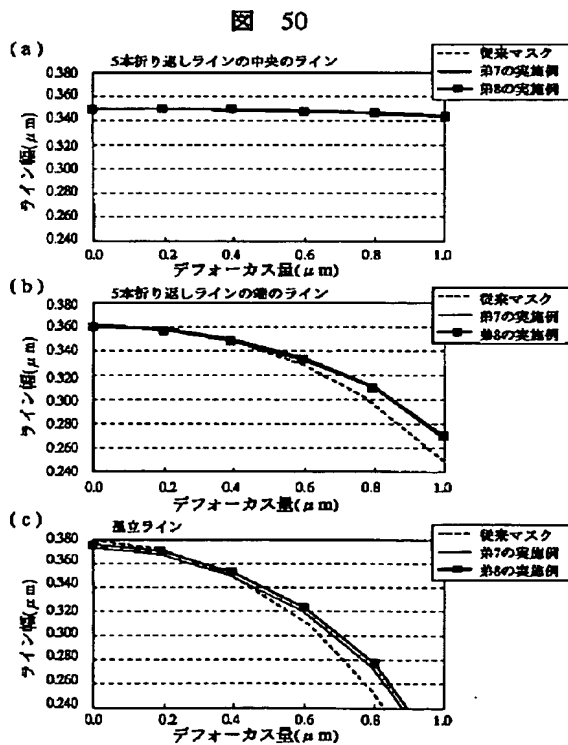 図 50
(a)
5本折り返しラインの中央のライン
従来マスク
第7の実施例
第8の実施例
ライン幅(μm)
0.380
0.360
0.340
0.320
0.300
0.280
0.260
0.240
0.0 0.2 0.4 0.6 0.8 1.0
デフォーカス量(μm)
(b)
5本折り返しラインの端のライン
従来マスク
第7の実施例
第8の実施例
ライン幅(μm)
0.380
0.360
0.340
0.320
0.300
0.280
0.260
0.240
0.0 0.2 0.4 0.6 0.8 1.0
デフォーカス量(μm)
(c)
孤立ライン
従来マスク
第7の実施例
第8の実施例
ライン幅(μm)
0.380
0.360
0.340
0.320
0.300
0.280
0.260
0.240
0.0 0.2 0.4 0.6 0.8 1.0
デフォーカス量(μm)